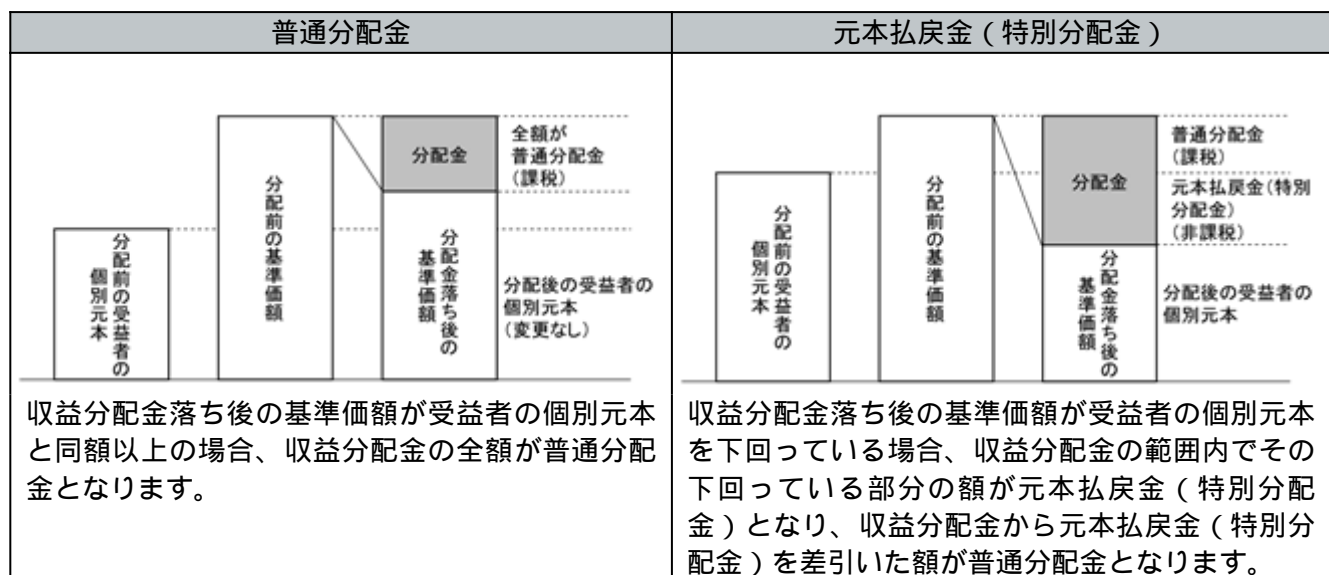 普通分配金
分配前の受益者の
個別元本
分配前の基準価額
分配金
分配金落ち後の
基準価額
全額が
普通分配金
(課税)
分配後の受益者の
個別元本
(変更なし)
収益分配金落ち後の基準価額が受益者の個別元本
と同額以上の場合、収益分配金の全額が普通分配
金となります。
元本払戻金(特別分配金)
分配前の受益者の
個別元本
分配前の基準価額
分配金
分配金落ち後の
基準価額
普通分配金
(課税)
元本払戻金(特別
分配金)
(非課税)
分配後の受益者の
個別元本
収益分配金落ち後の基準価額が受益者の個別元本
を下回っている場合、収益分配金の範囲内でその
下回っている部分の額が元本払戻金(特別分配
金)となり、収益分配金から元本払戻金(特別分
配金)を差引いた額が普通分配金となります。